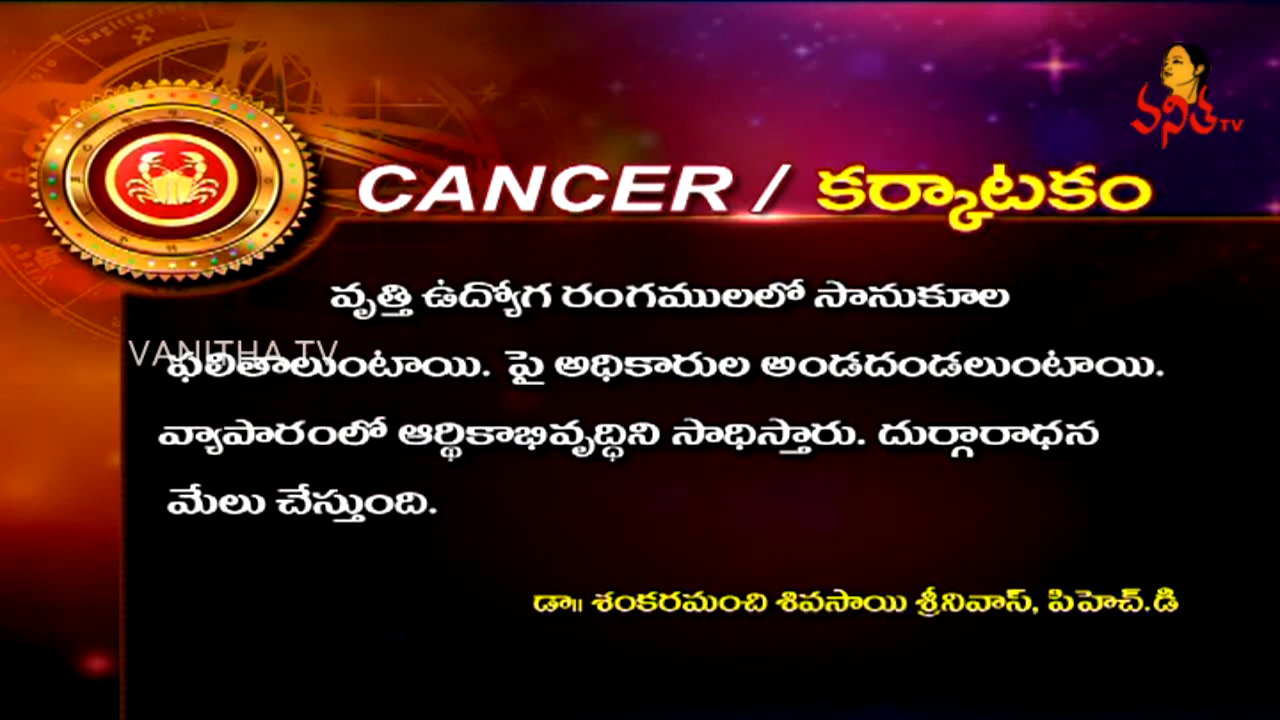 వనిత TV
CANCER / కర్కాటకం
వృత్తి ఉద్యోగ రంగములలో సానుకూల
VANITHA TV
ఫలితాలుంటాయి. పై అధికారుల అండదండలుంటాయి.
వ్యాపారంలో ఆర్థికాభివృద్ధిని సాధిస్తారు. దుర్గారాధన
మేలు చేస్తుంది.
డా॥ శంకరమంచి శివసాయి శ్రీనివాస్, పిహెచ్.డి